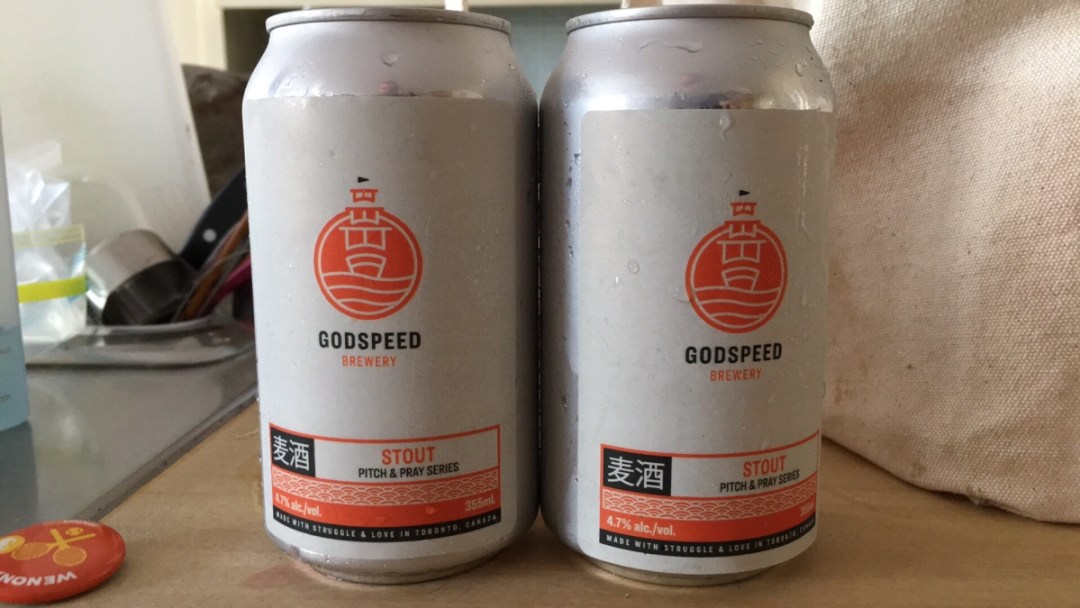 GODSPEED
BREWERY
麦酒
STOUT
PITCH & PRAY SERIES
4.7% alc./vol.
355mL
MADE WITH STRUGGLE & LOVE IN TORONTO, CANADA
GODSPEED
BREWERY
麦酒
STOUT
PITCH & PRAY SERIES
4.7% alc./vol.
MADE WITH STRUGGLE & LOVE IN TORONTO, CANADA
WENON